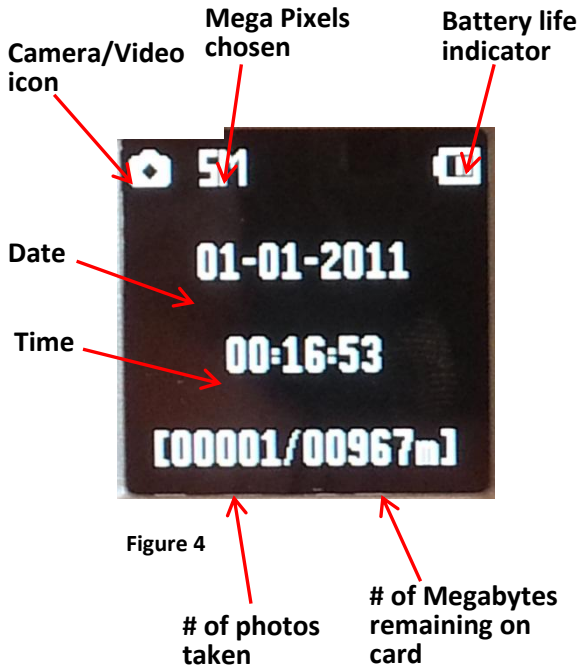 Mega Pixels
chosen
Battery life
indicator
Camera/Video
icon
5M
01-01-2011
Date
Time
00:16:53
[00001/00967m]
Figure 4
# of photos
taken
# of Megabytes
remaining on
card